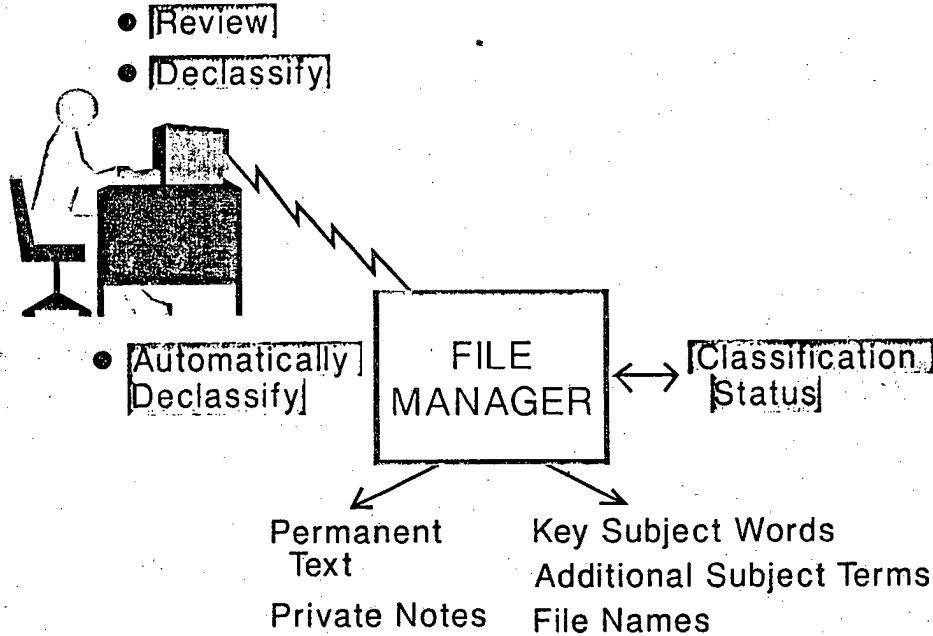 Review
Declassify
Automatically
Declassify
FILE
MANAGER
Classification
Status
Permanent
Text
Private Notes
Key Subject Words
Additional Subject Terms
File Names